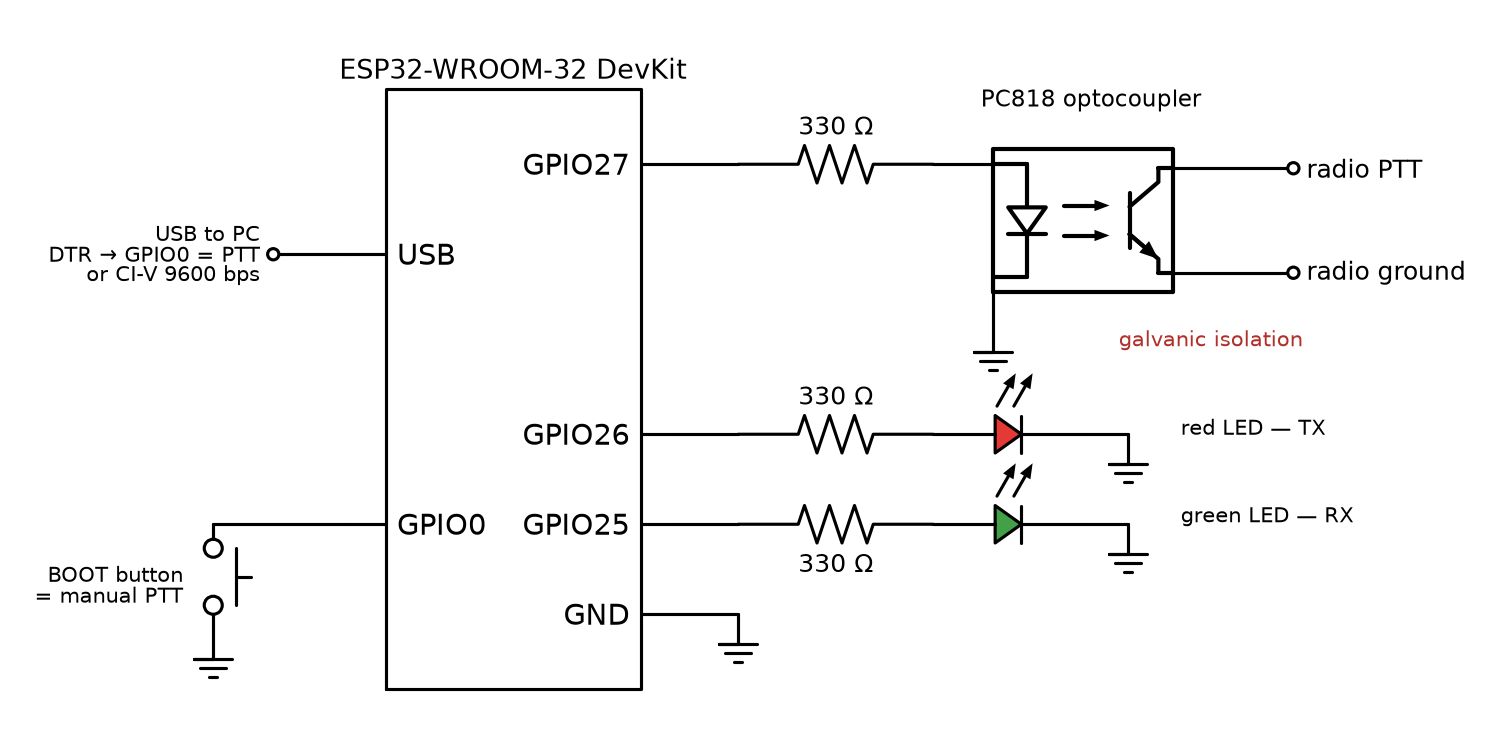 ESP32-WROOM-32 DevKit
PC818 optocoupler
330 Ω
GPIO27
radio PTT
USB to PC
DTR → GPIO0 = PTT
or CI-V 9600 bps
USB
radio ground
galvanic isolation
330 Ω
GPIO26
red LED — TX
GPIO0
GPIO25
green LED — RX
330 Ω
BOOT button
= manual PTT
GND